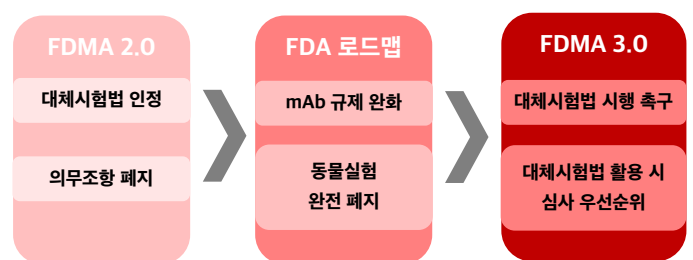 FDMA 2.0
대체시험법 인정
의무조항 폐지
FDA 로드맵
mAb 규제 완화
동물실험
완전 폐지
FDMA 3.0
대체시험법 시행 촉구
대체시험법 활용 시
심사 우선순위